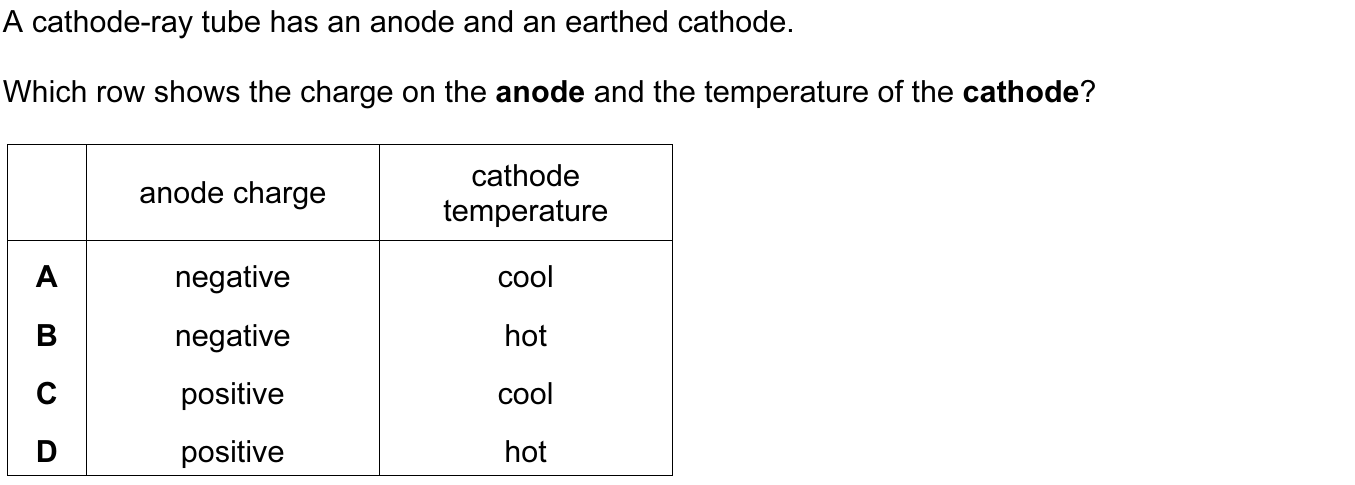 A cathode-ray tube has an anode and an earthed cathode.
Which row shows the charge on the anode and the temperature of the cathode?
anode charge cathode temperature
A negative cool
B negative hot
C positive cool
D positive hot